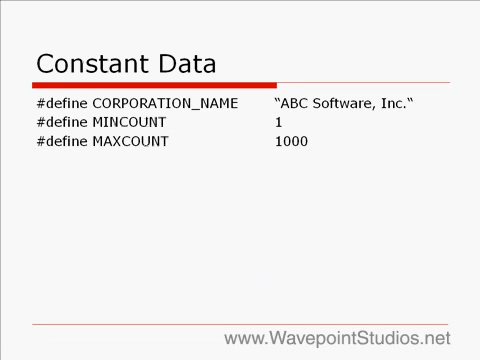 Constant Data
#define CORPORATION_NAME “ABC Software, Inc.“
#define MINCOUNT 1
#define MAXCOUNT 1000
www.WavepointStudios.net